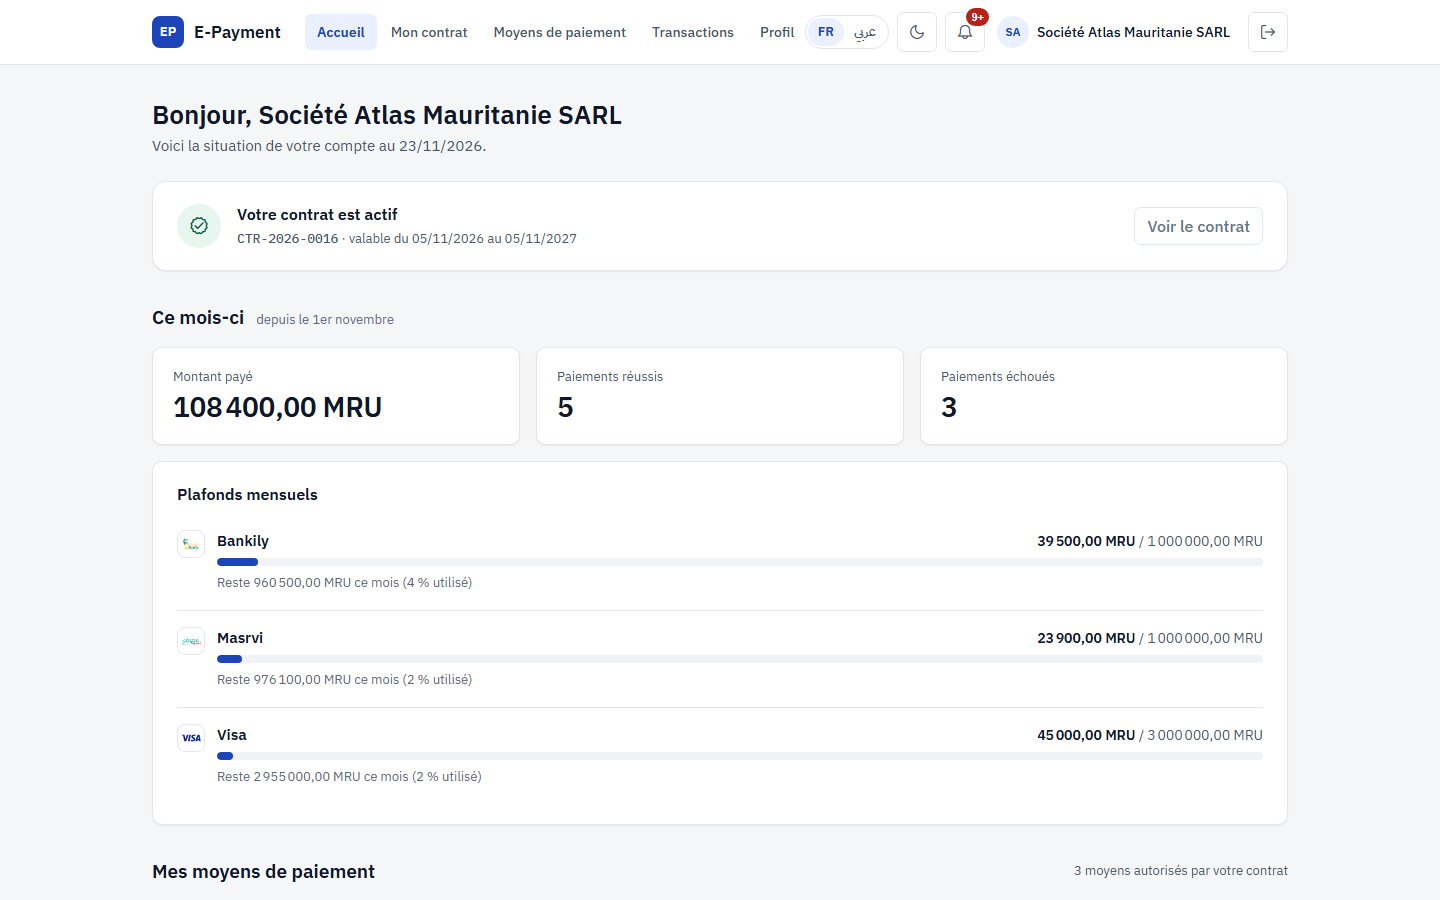 EP E-Payment Accueil Mon contrat Moyens de paiement Transactions Profil FR عربي 9+ SA Société Atlas Mauritanie SARL
Bonjour, Société Atlas Mauritanie SARL
Voici la situation de votre compte au 23/11/2026.
Votre contrat est actif
CTR-2026-0016 · valable du 05/11/2026 au 05/11/2027
Voir le contrat
Ce mois-ci depuis le 1er novembre
Montant payé
108 400,00 MRU
Paiements réussis
5
Paiements échoués
3
Plafonds mensuels
Bankily 39 500,00 MRU / 1 000 000,00 MRU
Reste 960 500,00 MRU ce mois (4 % utilisé)
Masrvi 23 900,00 MRU / 1 000 000,00 MRU
Reste 976 100,00 MRU ce mois (2 % utilisé)
VISA Visa 45 000,00 MRU / 3 000 000,00 MRU
Reste 2 955 000,00 MRU ce mois (2 % utilisé)
Mes moyens de paiement 3 moyens autorisés par votre contrat